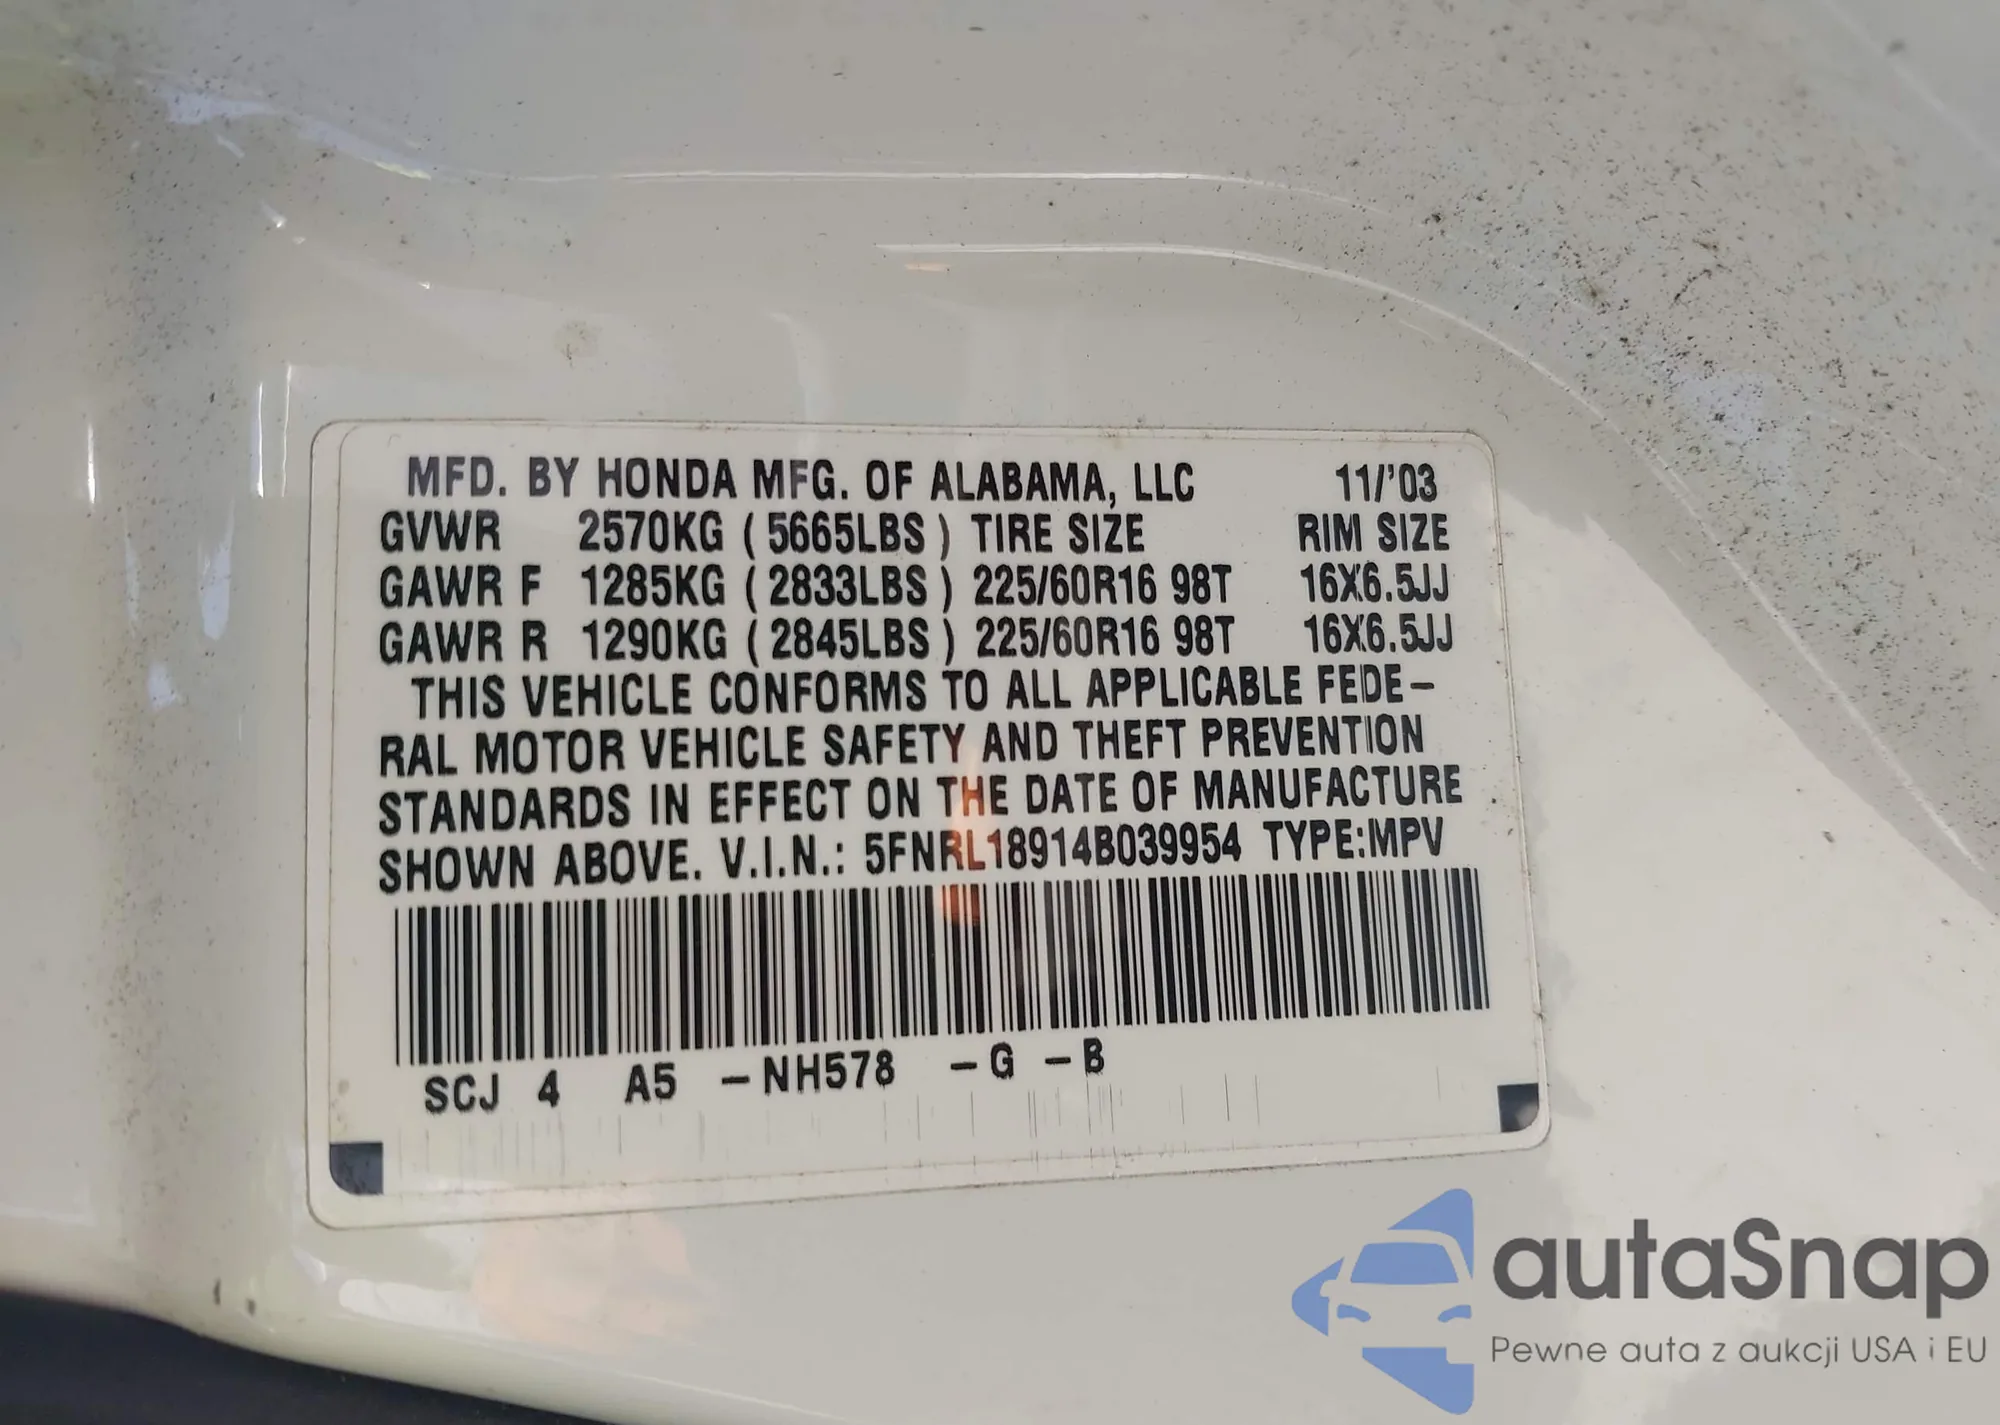 MFD. BY HONDA MFG. OF ALABAMA, LLC 11/'03
GVWR 2570KG ( 5665LBS ) TIRE SIZE RIM SIZE
GAWR F 1285KG ( 2833LBS ) 225/60R16 98T 16X6.5JJ
GAWR R 1290KG ( 2845LBS ) 225/60R16 98T 16X6.5JJ
THIS VEHICLE CONFORMS TO ALL APPLICABLE FEDE–
RAL MOTOR VEHICLE SAFETY AND THEFT PREVENTION
STANDARDS IN EFFECT ON THE DATE OF MANUFACTURE
SHOWN ABOVE. V.I.N.: 5FNRL18914B039954 TYPE:MPV
SCJ 4 A5 –NH578 –G –B
autaSnap
Pewne auta z aukcji USA i EU